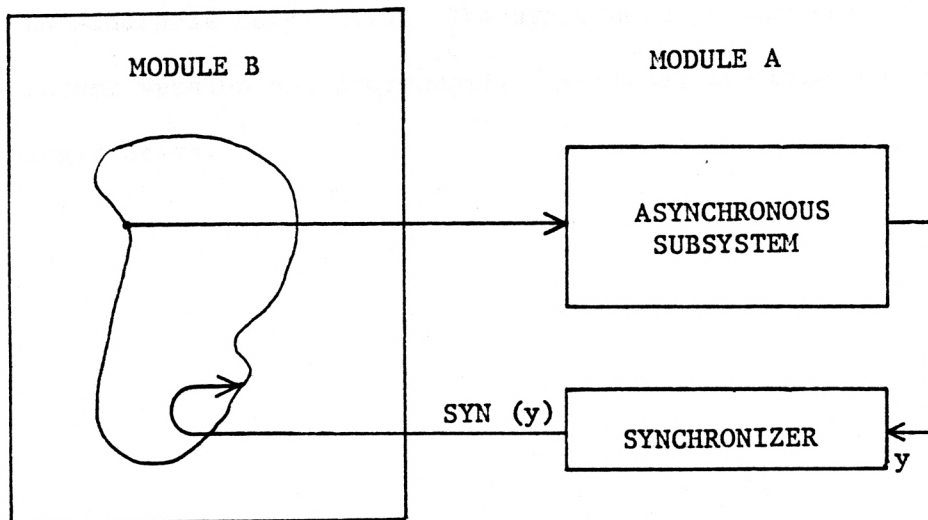 MODULE B
MODULE A
ASYNCHRONOUS
SUBSYSTEM
SYN (y)
SYNCHRONIZER
y